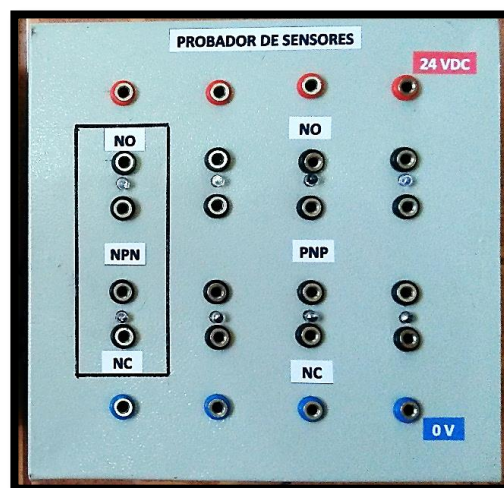 PROBADOR DE SENSORES
24 VDC
NO
NO
NPN
PNP
NC
NC
0 V